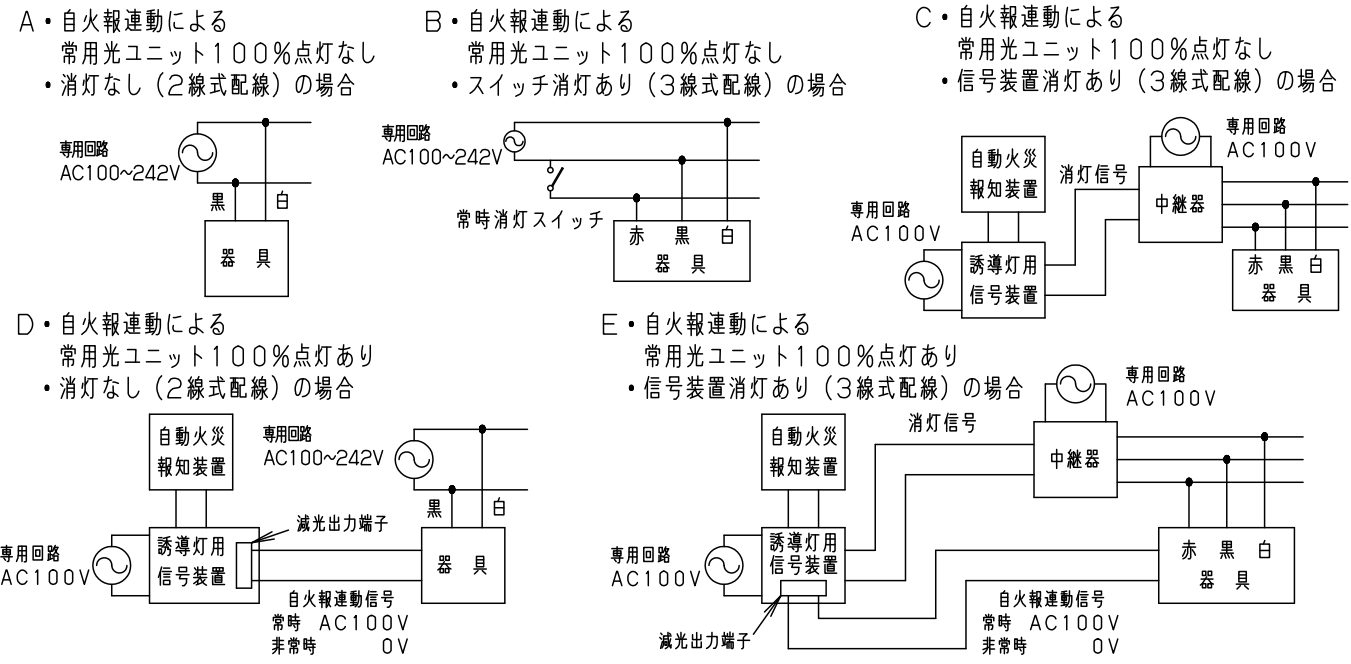 A・自火報連動による
常用光ユニット１００％点灯なし
・消灯なし（2線式配線）の場合
専用回路
AC100~242V
黒 白
器 具
B・自火報連動による
常用光ユニット１００％点灯なし
・スイッチ消灯あり（3線式配線）の場合
専用回路
AC100~242V
常時消灯スイッチ
赤 黒 白
器 具
C・自火報連動による
常用光ユニット１００％点灯なし
・信号装置消灯あり（3線式配線）の場合
専用回路
AC100V
自動火災
報知装置
消灯信号
中継器
専用回路
AC100V
誘導灯用
信号装置
赤 黒 白
器 具
D・自火報連動による
常用光ユニット１００％点灯あり
・消灯なし（2線式配線）の場合
自動火災
報知装置
専用回路
AC100~242V
黒 白
減光出力端子
専用回路
AC100V
誘導灯用
信号装置
器 具
自火報連動信号
常時 AC100V
非常時 0V
E・自火報連動による
常用光ユニット１００％点灯あり
・信号装置消灯あり（3線式配線）の場合
専用回路
AC100V
消灯信号
自動火災
報知装置
中継器
専用回路
AC100V
誘導灯用
信号装置
赤 黒 白
器 具
減光出力端子
自火報連動信号
常時 AC100V
非常時 0V